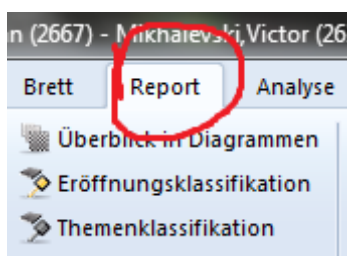 n (2667) - Mikhalevski,Victor (26
Brett Report Analyse
Überblick in Diagrammen
Eröffnungsklassifikation
Themenklassifikation